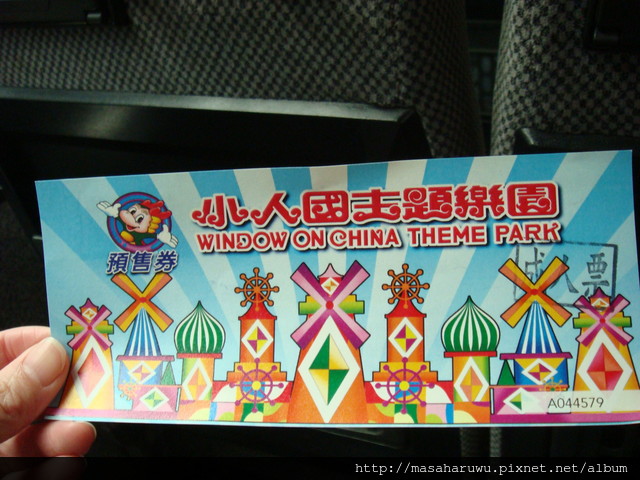 小人國主題樂園
WINDOW ON CHINA THEME PARK
預售券
成人票
A044579
http://masaharuwu.pixnet.net/album